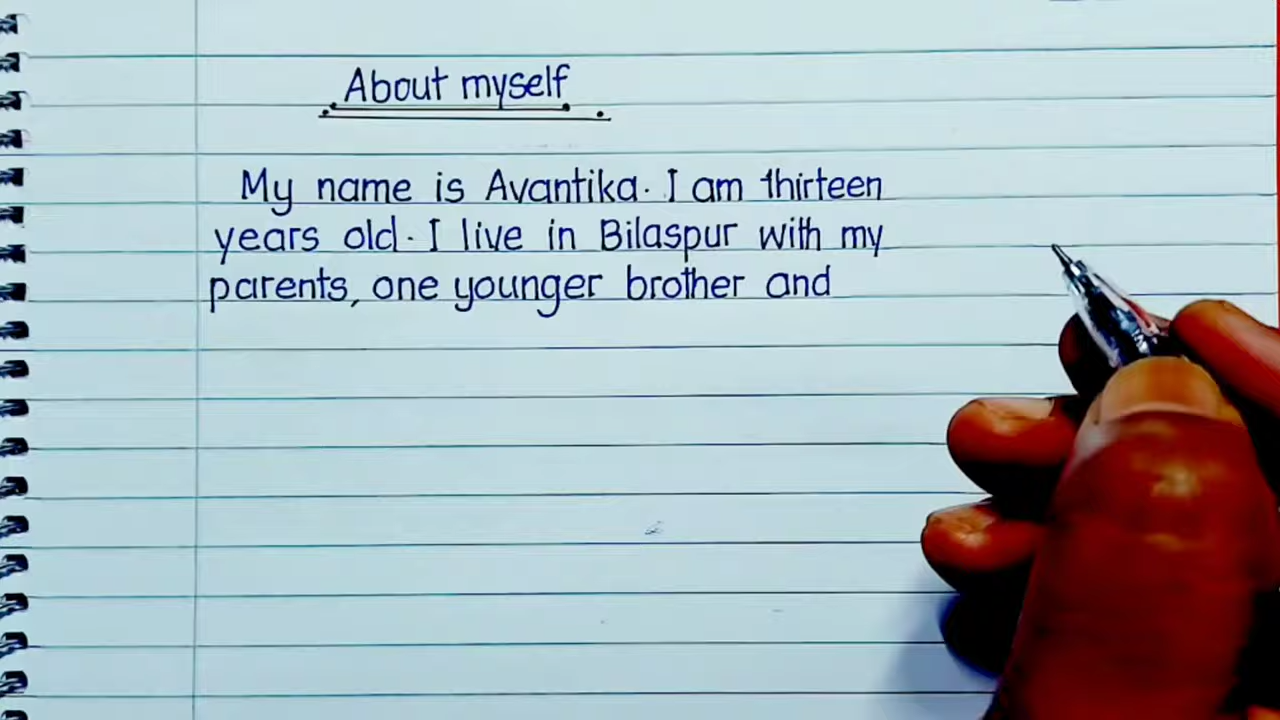 About myself
My name is Avantika. I am thirteen
years old. I live in Bilaspur with my
parents, one younger brother and